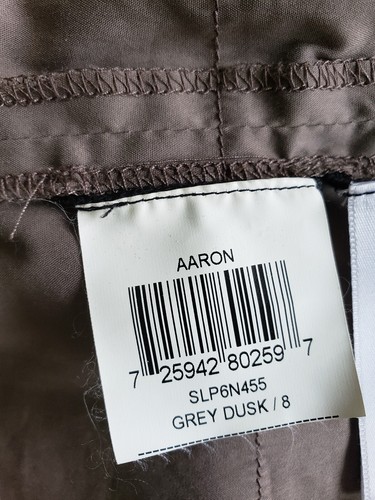 AARON
7 25942 80259 7
SLP6N455
GREY DUSK / 8